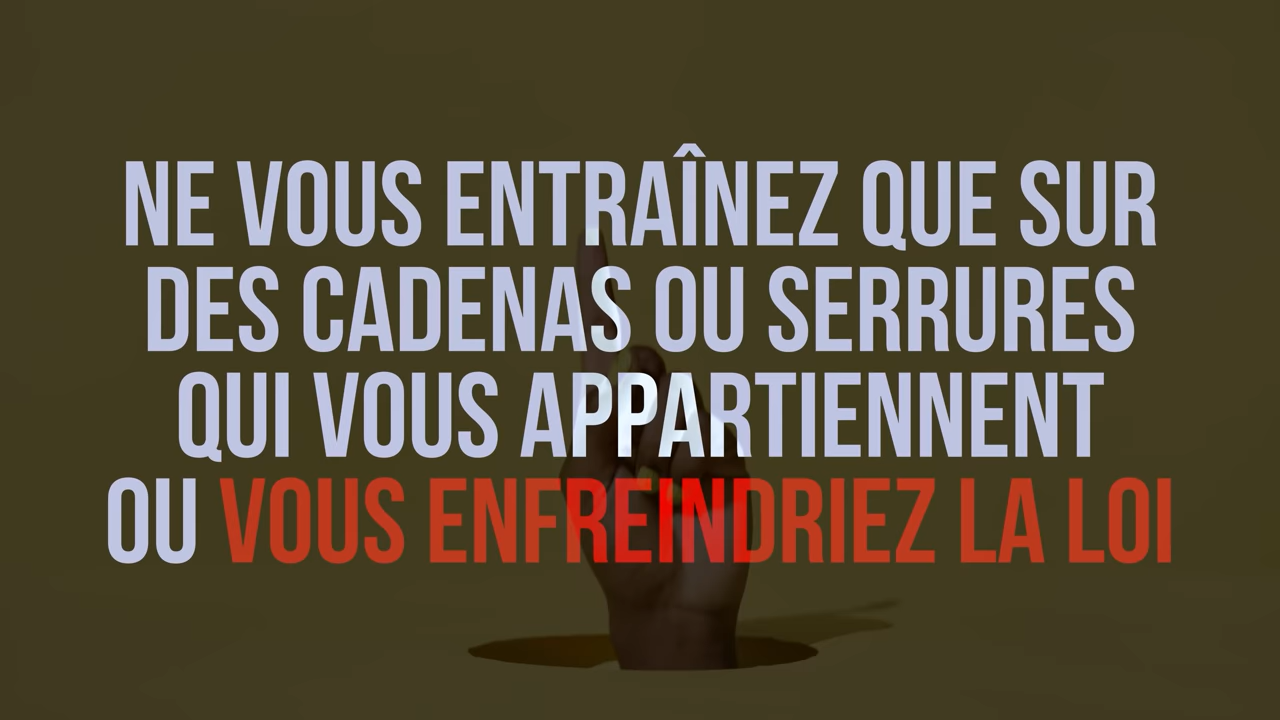 NE VOUS ENTRAÎNEZ QUE SUR
DES CADENAS OU SERRURES
QUI VOUS APPARTIENNENT
OU VOUS ENFREINDRIEZ LA LOI